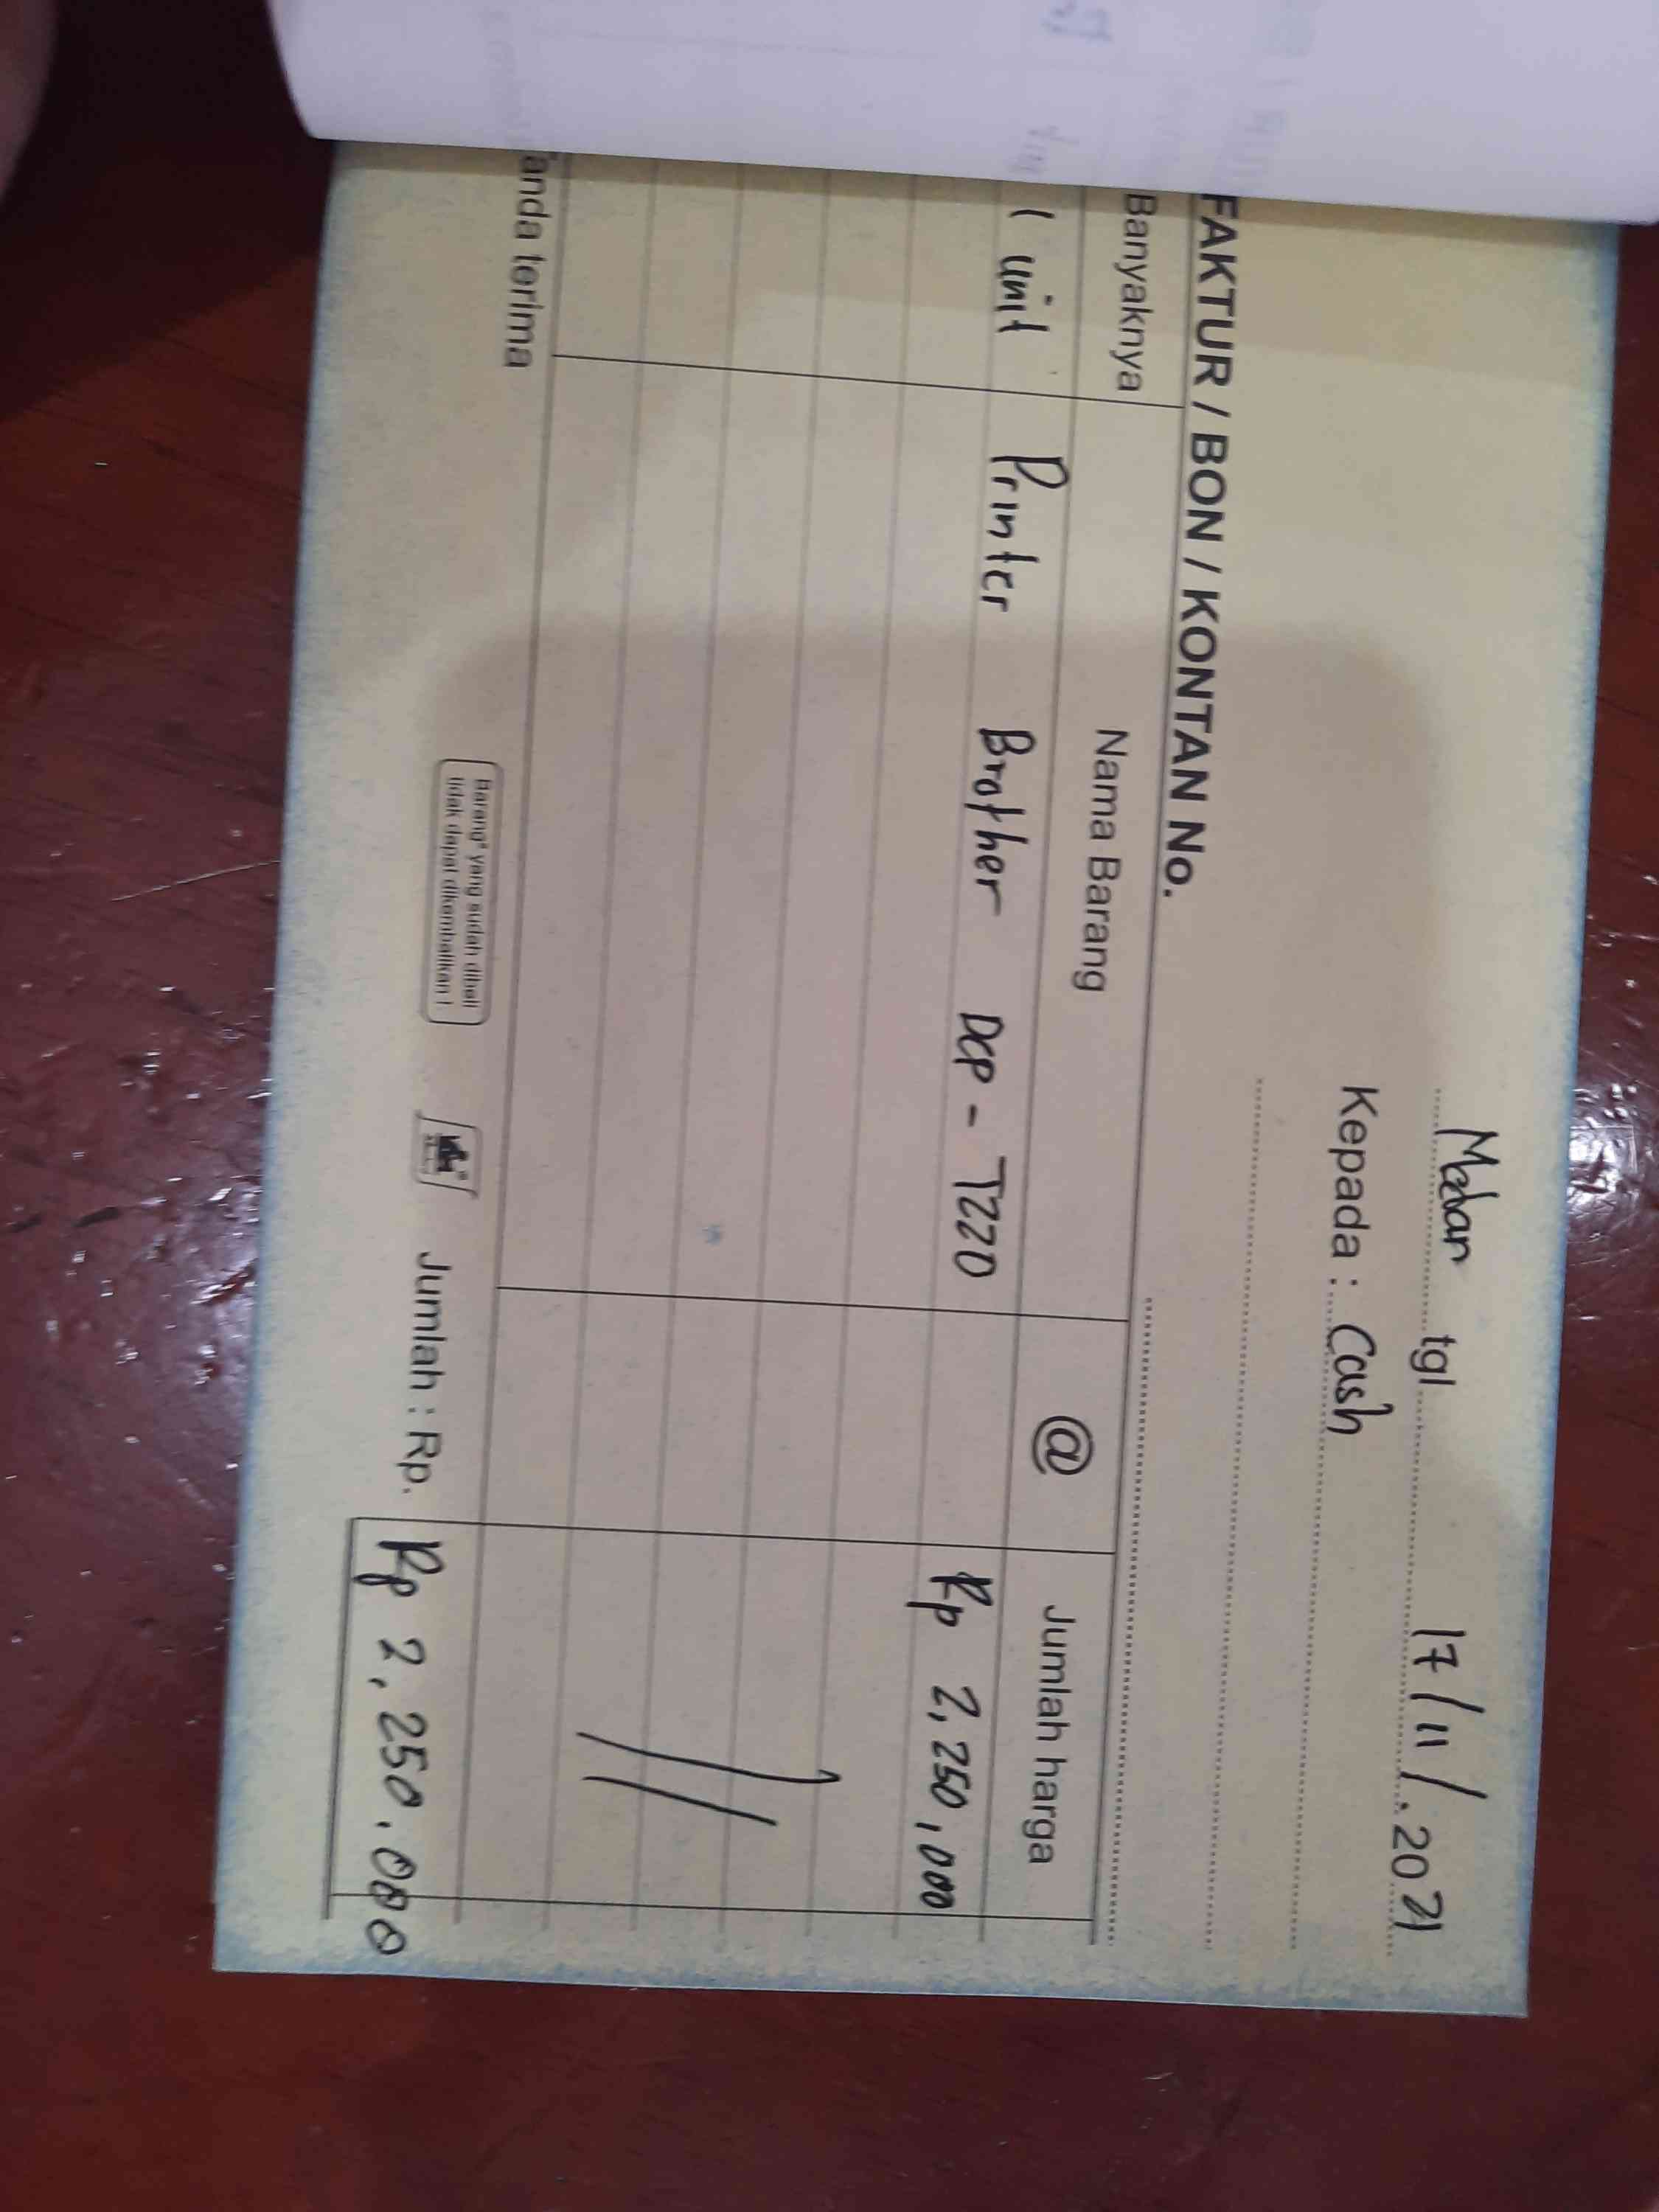 Medan tgl 17/11/.2021
Kepada : Cash
FAKTUR / BON / KONTAN No.
Banyaknya Nama Barang @ Jumlah harga
1 unit Printer Brother DCP - T220 Rp 2,250,000
anda terima Jumlah : Rp. Rp 2,250,000
Barang² yang sudah dibeli
tidak dapat dikembalikan !